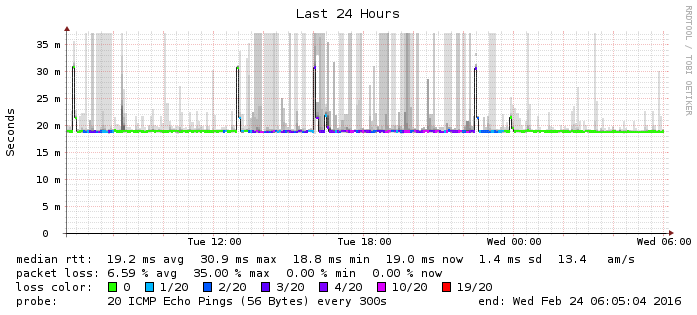 Last 24 Hours
RRDTOOL / TOBI OETIKER
Seconds
35 m
30 m
25 m
20 m
15 m
10 m
5 m
0
Tue 12:00 Tue 18:00 Wed 00:00 Wed 06:00
median rtt: 19.2 ms avg 30.9 ms max 18.8 ms min 19.0 ms now 1.4 ms sd 13.4 am/s
packet loss: 6.59 % avg 35.00 % max 0.00 % min 0.00 % now
loss color: 0 1/20 2/20 3/20 4/20 10/20 19/20
probe: 20 ICMP Echo Pings (56 Bytes) every 300s end: Wed Feb 24 06:05:04 2016